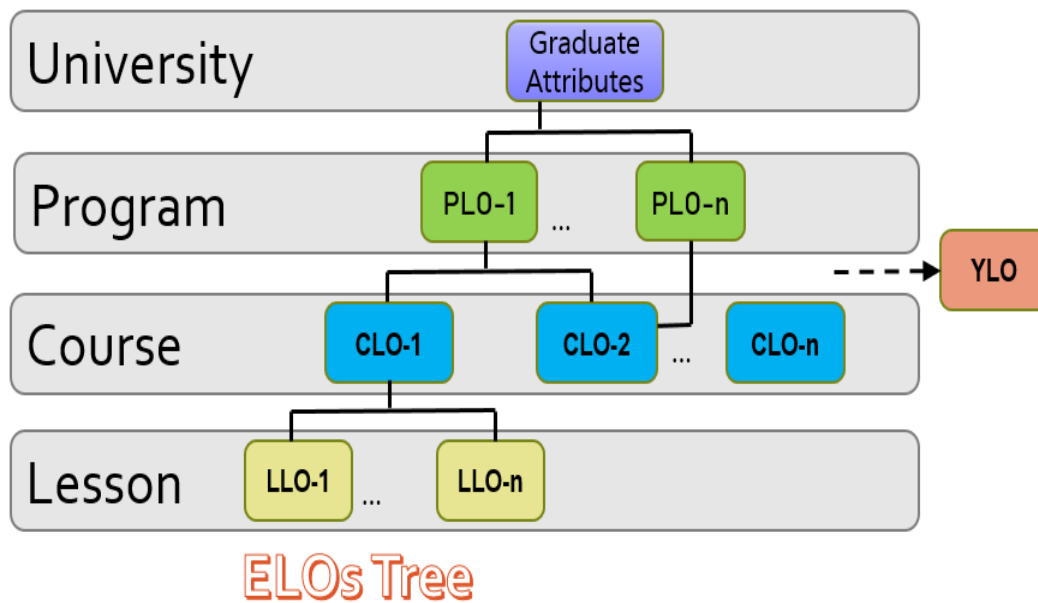 University
Graduate
Attributes
Program
PLO-1
...
PLO-n
YLO
Course
CLO-1
CLO-2
...
CLO-n
Lesson
LLO-1
...
LLO-n
ELOs Tree